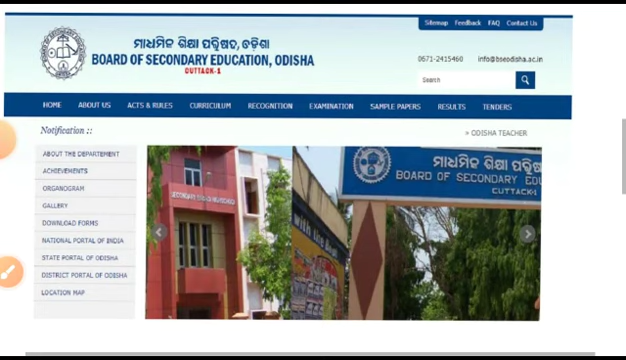 Sitemap Feedback FAQ Contact Us
ମାଧ୍ୟମିକ ଶିକ୍ଷା ପରିଷଦ, ଓଡ଼ିଶା
BOARD OF SECONDARY EDUCATION, ODISHA
CUTTACK-1
0671-2415460 info@bseodisha.ac.in
Search
HOME ABOUT US ACTS & RULES CURRICULUM RECOGNITION EXAMINATION SAMPLE PAPERS RESULTS TENDERS
Notification ::
» ODISHA TEACHER
ABOUT THE DEPARTEMENT
ACHIEVEMENTS
ORGANOGRAM
GALLERY
DOWNLOAD FORMS
NATIONAL PORTAL OF INDIA
STATE PORTAL OF ODISHA
DISTRICT PORTAL OF ODISHA
LOCATION MAP
ମାଧ୍ୟମିକ ଶିକ୍ଷା ପରିଷ
BOARD OF SECONDARY EDU
CUTTACK-1
with the